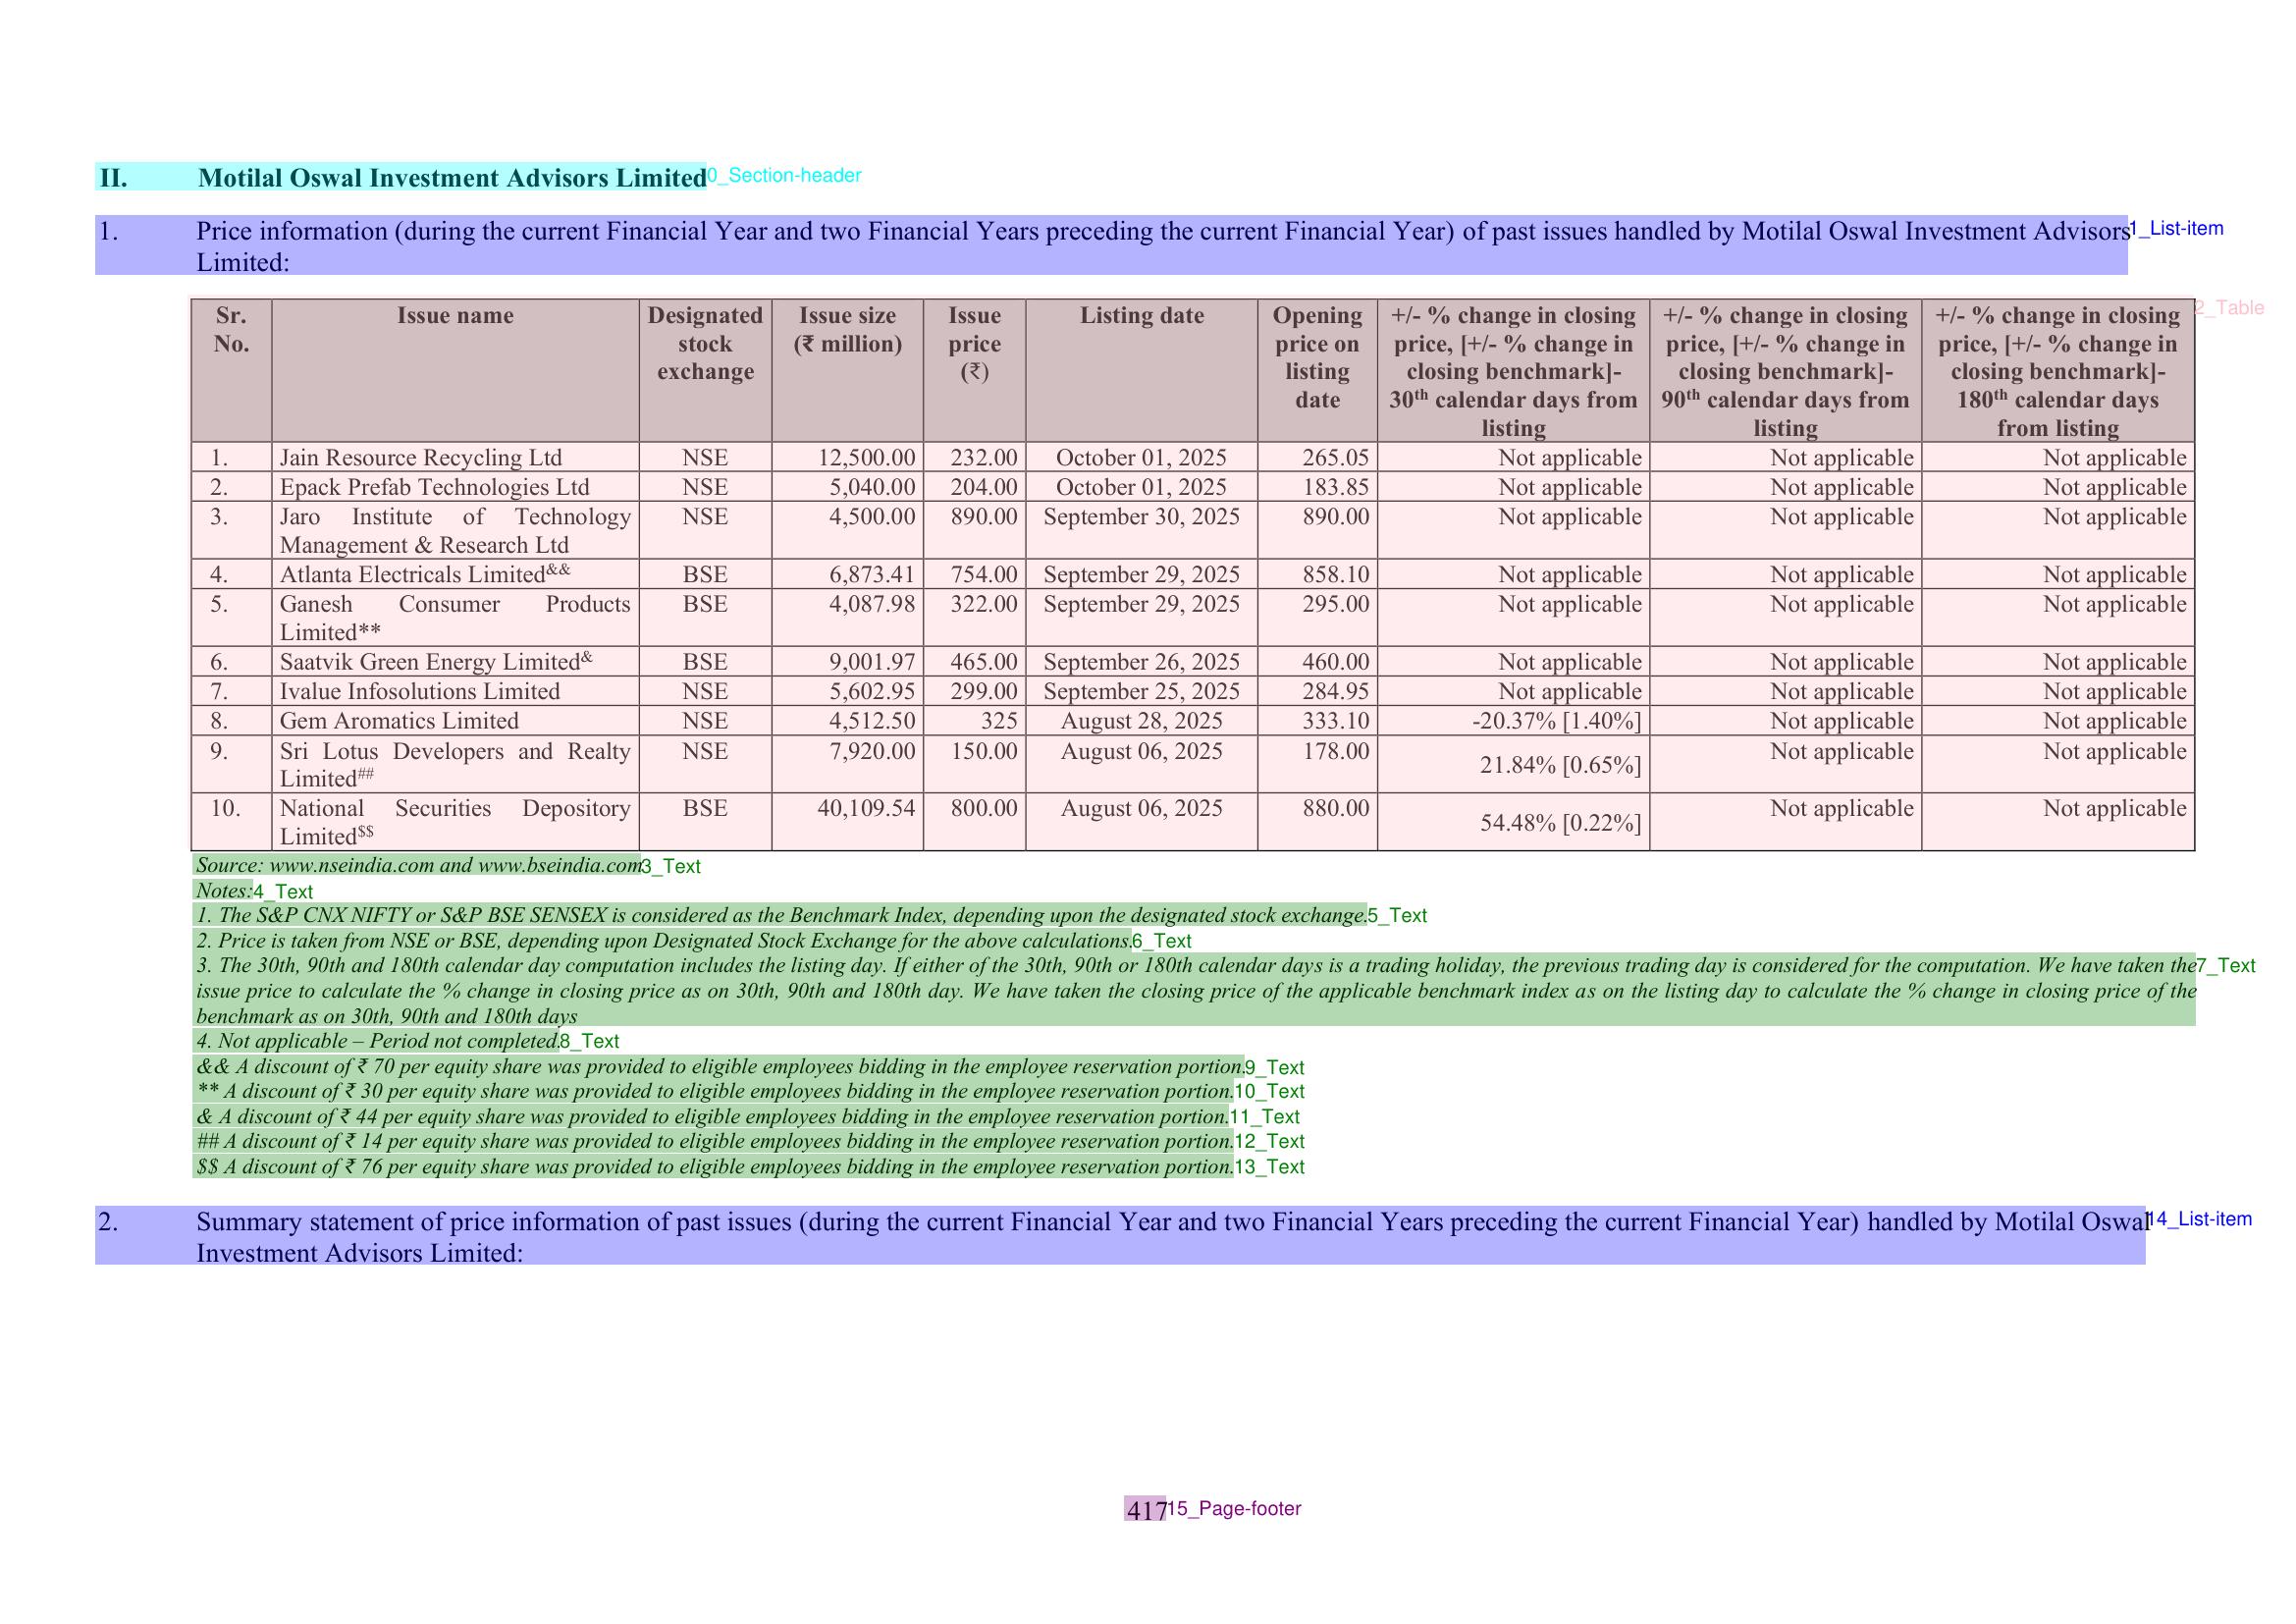 II. Motilal Oswal Investment Advisors Limited0_Section-header
1. Price information (during the current Financial Year and two Financial Years preceding the current Financial Year) of past issues handled by Motilal Oswal Investment Advisors1_List-item
Limited:
2_Table
Sr. No. Issue name Designated stock exchange Issue size (₹ million) Issue price (₹) Listing date Opening price on listing date +/- % change in closing price, [+/- % change in closing benchmark]- 30th calendar days from listing +/- % change in closing price, [+/- % change in closing benchmark]- 90th calendar days from listing +/- % change in closing price, [+/- % change in closing benchmark]- 180th calendar days from listing
1. Jain Resource Recycling Ltd NSE 12,500.00 232.00 October 01, 2025 265.05 Not applicable Not applicable Not applicable
2. Epack Prefab Technologies Ltd NSE 5,040.00 204.00 October 01, 2025 183.85 Not applicable Not applicable Not applicable
3. Jaro Institute of Technology Management & Research Ltd NSE 4,500.00 890.00 September 30, 2025 890.00 Not applicable Not applicable Not applicable
4. Atlanta Electricals Limited&& BSE 6,873.41 754.00 September 29, 2025 858.10 Not applicable Not applicable Not applicable
5. Ganesh Consumer Products Limited** BSE 4,087.98 322.00 September 29, 2025 295.00 Not applicable Not applicable Not applicable
6. Saatvik Green Energy Limited& BSE 9,001.97 465.00 September 26, 2025 460.00 Not applicable Not applicable Not applicable
7. Ivalue Infosolutions Limited NSE 5,602.95 299.00 September 25, 2025 284.95 Not applicable Not applicable Not applicable
8. Gem Aromatics Limited NSE 4,512.50 325 August 28, 2025 333.10 -20.37% [1.40%] Not applicable Not applicable
9. Sri Lotus Developers and Realty Limited## NSE 7,920.00 150.00 August 06, 2025 178.00 21.84% [0.65%] Not applicable Not applicable
10. National Securities Depository Limited$$ BSE 40,109.54 800.00 August 06, 2025 880.00 54.48% [0.22%] Not applicable Not applicable
Source: www.nseindia.com and www.bseindia.com3_Text
Notes:4_Text
1. The S&P CNX NIFTY or S&P BSE SENSEX is considered as the Benchmark Index, depending upon the designated stock exchange.5_Text
2. Price is taken from NSE or BSE, depending upon Designated Stock Exchange for the above calculations.6_Text
3. The 30th, 90th and 180th calendar day computation includes the listing day. If either of the 30th, 90th or 180th calendar days is a trading holiday, the previous trading day is considered for the computation. We have taken the7_Text
issue price to calculate the % change in closing price as on 30th, 90th and 180th day. We have taken the closing price of the applicable benchmark index as on the listing day to calculate the % change in closing price of the
benchmark as on 30th, 90th and 180th days
4. Not applicable – Period not completed.8_Text
&& A discount of ₹ 70 per equity share was provided to eligible employees bidding in the employee reservation portion.9_Text
** A discount of ₹ 30 per equity share was provided to eligible employees bidding in the employee reservation portion.10_Text
& A discount of ₹ 44 per equity share was provided to eligible employees bidding in the employee reservation portion.11_Text
## A discount of ₹ 14 per equity share was provided to eligible employees bidding in the employee reservation portion.12_Text
$$ A discount of ₹ 76 per equity share was provided to eligible employees bidding in the employee reservation portion.13_Text
2. Summary statement of price information of past issues (during the current Financial Year and two Financial Years preceding the current Financial Year) handled by Motilal Oswal14_List-item
Investment Advisors Limited:
41715_Page-footer